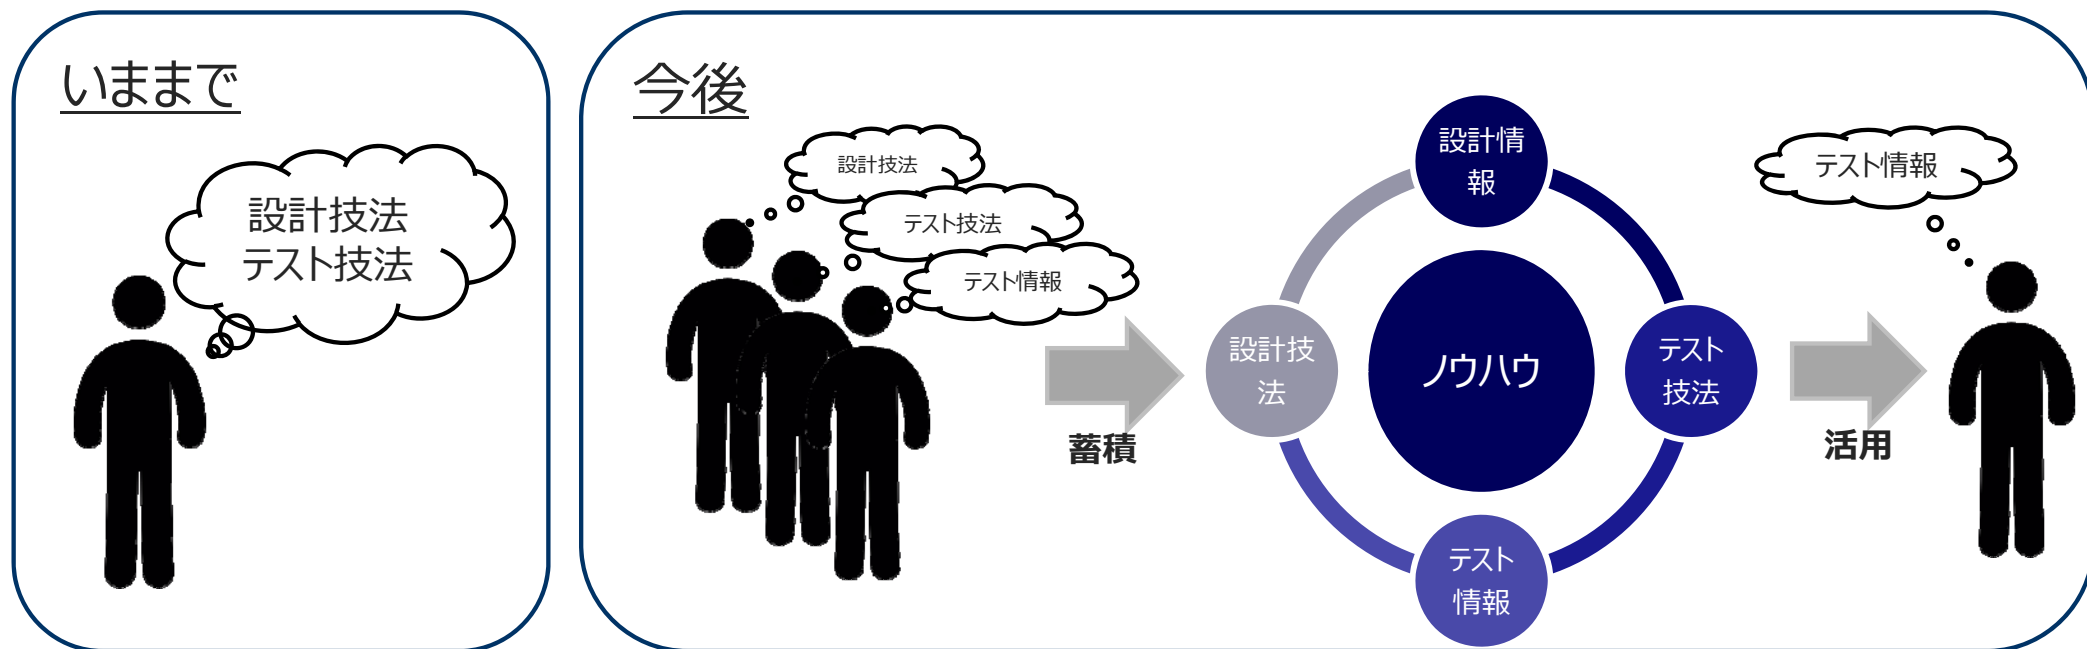 いままで
設計技法
テスト技法
今後
設計技法
テスト技法
テスト情報
蓄積
設計情
報
設計技
法
ノウハウ
テスト
技法
テスト
情報
活用
テスト情報